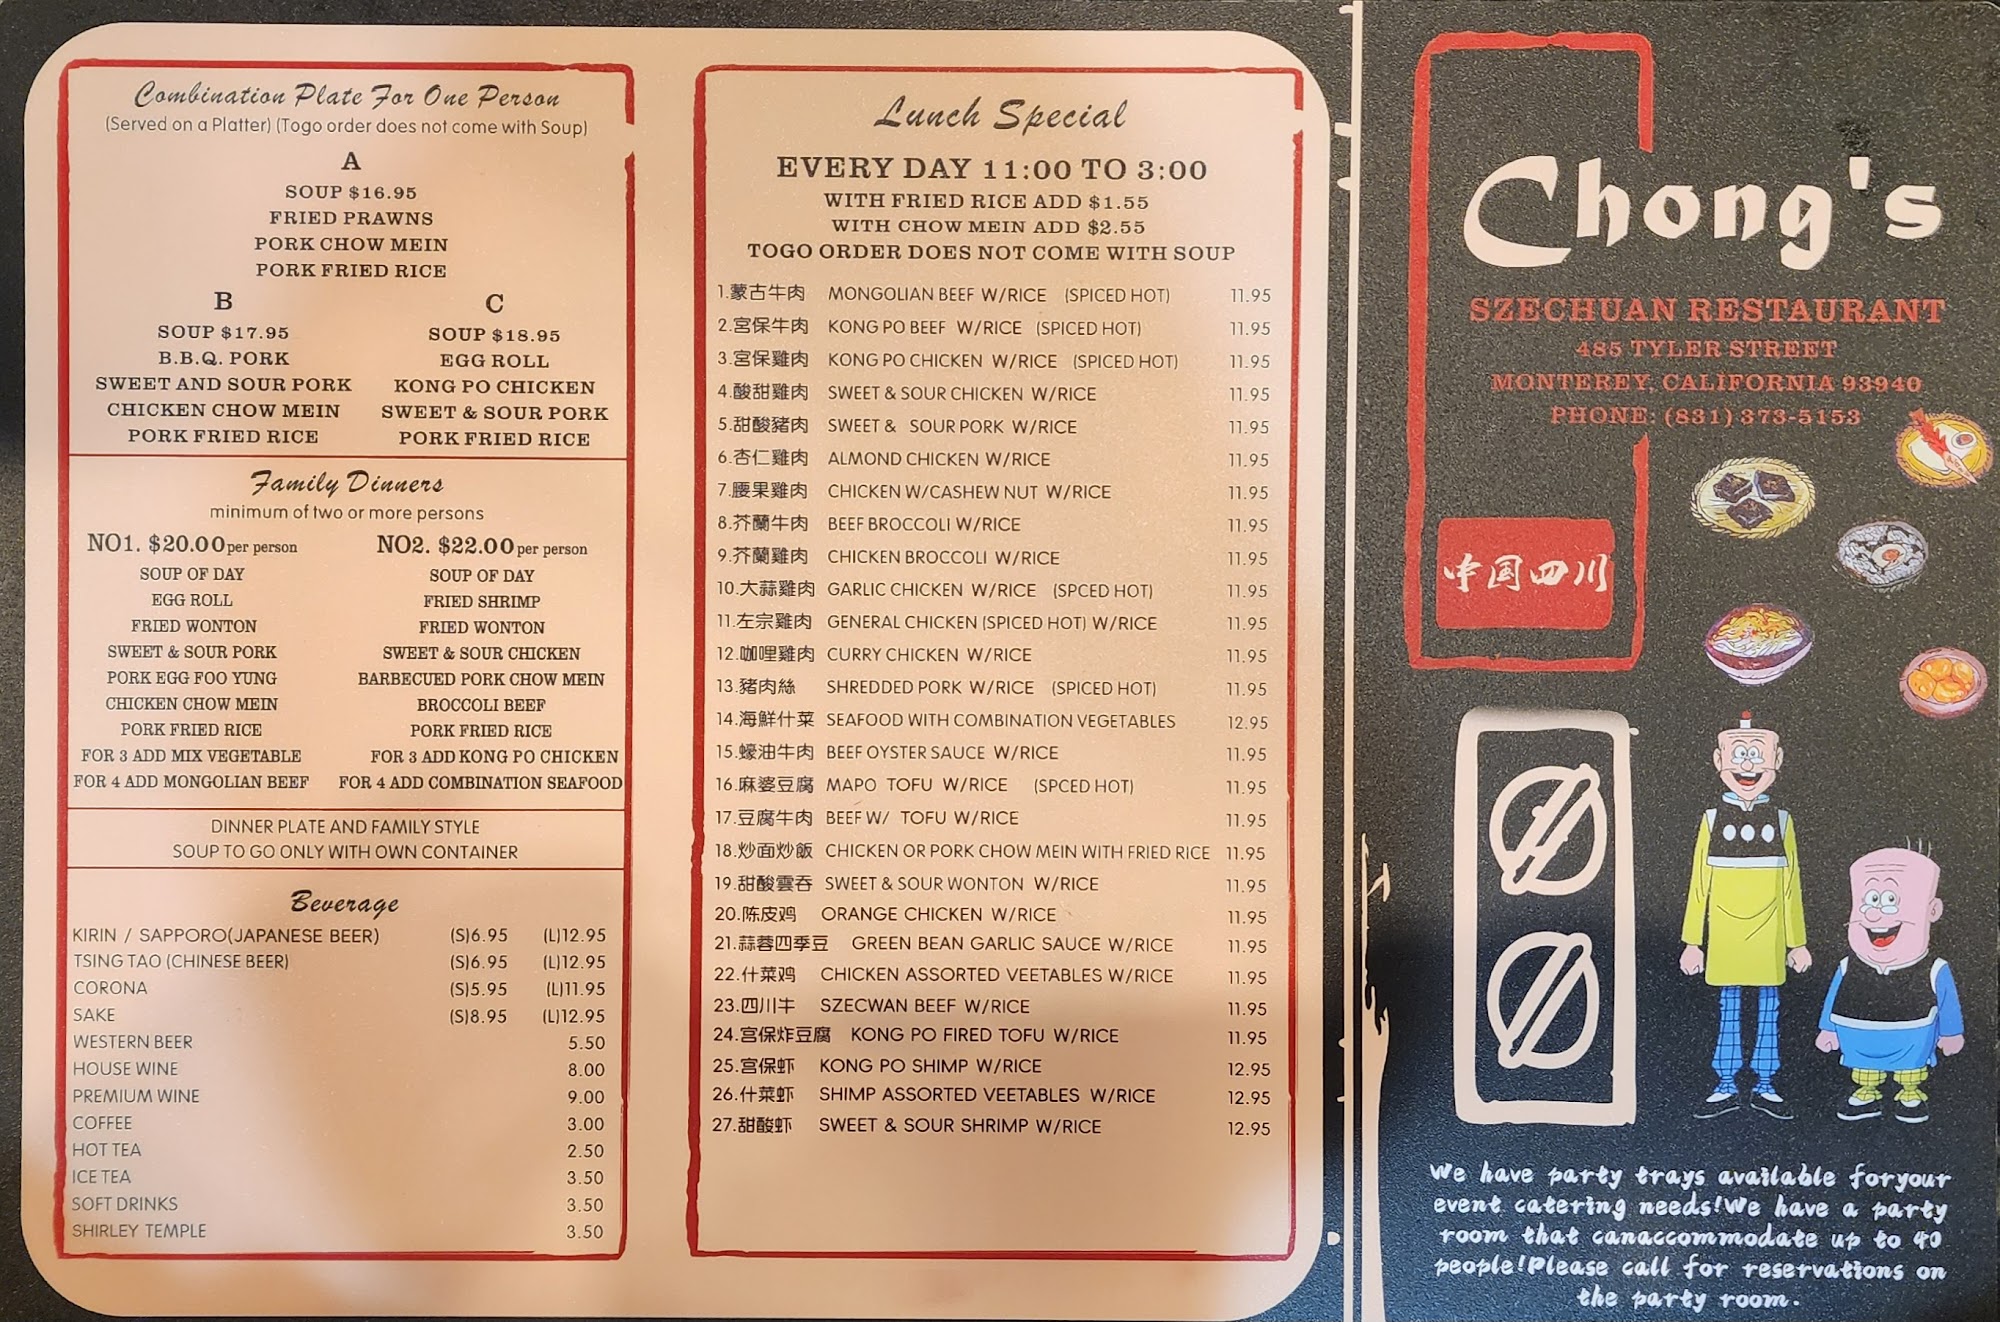 Combination Plate For One Person
(Served on a Platter) (Togo order does not come with Soup)
A
SOUP $16.95
FRIED PRAWNS
PORK CHOW MEIN
PORK FRIED RICE
B
SOUP $17.95
B.B.Q. PORK
SWEET AND SOUR PORK
CHICKEN CHOW MEIN
PORK FRIED RICE
C
SOUP $18.95
EGG ROLL
KONG PO CHICKEN
SWEET & SOUR PORK
PORK FRIED RICE
Family Dinners
minimum of two or more persons
NO1. $20.00 per person
SOUP OF DAY
EGG ROLL
FRIED WONTON
SWEET & SOUR PORK
PORK EGG FOO YUNG
CHICKEN CHOW MEIN
PORK FRIED RICE
FOR 3 ADD MIX VEGETABLE
FOR 4 ADD MONGOLIAN BEEF
NO2. $22.00 per person
SOUP OF DAY
FRIED SHRIMP
FRIED WONTON
SWEET & SOUR CHICKEN
BARBECUED PORK CHOW MEIN
BROCCOLI BEEF
PORK FRIED RICE
FOR 3 ADD KONG PO CHICKEN
FOR 4 ADD COMBINATION SEAFOOD
DINNER PLATE AND FAMILY STYLE
SOUP TO GO ONLY WITH OWN CONTAINER
Beverage
KIRIN / SAPPORO(JAPANESE BEER) (S)6.95 (L)12.95
TSING TAO (CHINESE BEER) (S)6.95 (L)12.95
CORONA (S)5.95 (L)11.95
SAKE (S)8.95 (L)12.95
WESTERN BEER 5.50
HOUSE WINE 8.00
PREMIUM WINE 9.00
COFFEE 3.00
HOT TEA 2.50
ICE TEA 3.50
SOFT DRINKS 3.50
SHIRLEY TEMPLE 3.50
Lunch Special
EVERY DAY 11:00 TO 3:00
WITH FRIED RICE ADD $1.55
WITH CHOW MEIN ADD $2.55
TOGO ORDER DOES NOT COME WITH SOUP
1.蒙古牛肉 MONGOLIAN BEEF W/RICE (SPICED HOT) 11.95
2.宮保牛肉 KONG PO BEEF W/RICE (SPICED HOT) 11.95
3.宮保雞肉 KONG PO CHICKEN W/RICE (SPICED HOT) 11.95
4.酸甜雞肉 SWEET & SOUR CHICKEN W/RICE 11.95
5.甜酸豬肉 SWEET & SOUR PORK W/RICE 11.95
6.杏仁雞肉 ALMOND CHICKEN W/RICE 11.95
7.腰果雞肉 CHICKEN W/CASHEW NUT W/RICE 11.95
8.芥蘭牛肉 BEEF BROCCOLI W/RICE 11.95
9.芥蘭雞肉 CHICKEN BROCCOLI W/RICE 11.95
10.大蒜雞肉 GARLIC CHICKEN W/RICE (SPCED HOT) 11.95
11.左宗雞肉 GENERAL CHICKEN (SPICED HOT) W/RICE 11.95
12.咖哩雞肉 CURRY CHICKEN W/RICE 11.95
13.豬肉絲 SHREDDED PORK W/RICE (SPICED HOT) 11.95
14.海鮮什菜 SEAFOOD WITH COMBINATION VEGETABLES 12.95
15.蠔油牛肉 BEEF OYSTER SAUCE W/RICE 11.95
16.麻婆豆腐 MAPO TOFU W/RICE (SPCED HOT) 11.95
17.豆腐牛肉 BEEF W/ TOFU W/RICE 11.95
18.炒面炒飯 CHICKEN OR PORK CHOW MEIN WITH FRIED RICE 11.95
19.甜酸雲吞 SWEET & SOUR WONTON W/RICE 11.95
20.陈皮鸡 ORANGE CHICKEN W/RICE 11.95
21.蒜蓉四季豆 GREEN BEAN GARLIC SAUCE W/RICE 11.95
22.什菜鸡 CHICKEN ASSORTED VEETABLES W/RICE 11.95
23.四川牛 SZECWAN BEEF W/RICE 11.95
24.宫保炸豆腐 KONG PO FIRED TOFU W/RICE 11.95
25.宫保虾 KONG PO SHIMP W/RICE 12.95
26.什菜虾 SHIMP ASSORTED VEETABLES W/RICE 12.95
27.甜酸虾 SWEET & SOUR SHRIMP W/RICE 12.95
Chong's
SZECHUAN RESTAURANT
485 TYLER STREET
MONTEREY, CALIFORNIA 93940
PHONE: (831) 373-5153
中国四川
We have party trays available foryour
event catering needs!We have a party
room that canaccommodate up to 40
people!Please call for reservations on
the party room.